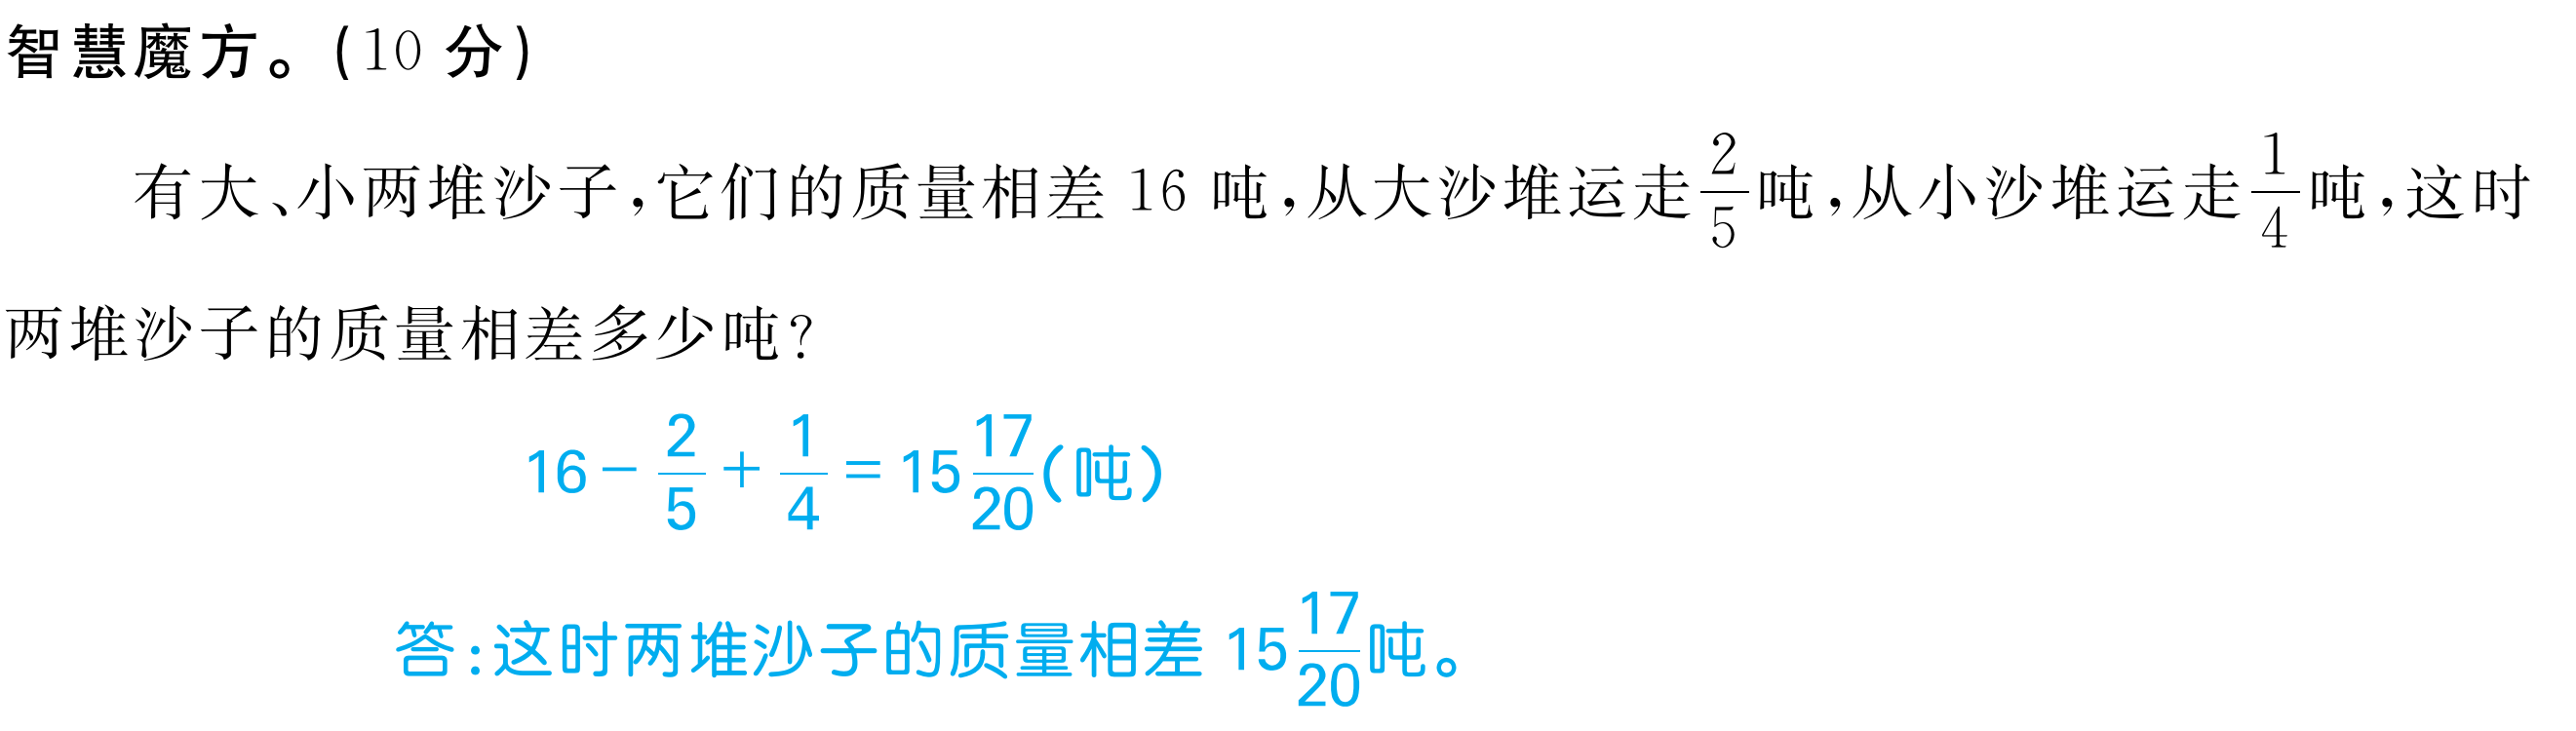 智慧魔方。(10 分)
有大、小两堆沙子,它们的质量相差 16 吨,从大沙堆运走2/5吨,从小沙堆运走1/4吨,这时
两堆沙子的质量相差多少吨?
16 − 2/5 + 1/4 = 15 17/20(吨)
答:这时两堆沙子的质量相差 15 17/20吨。